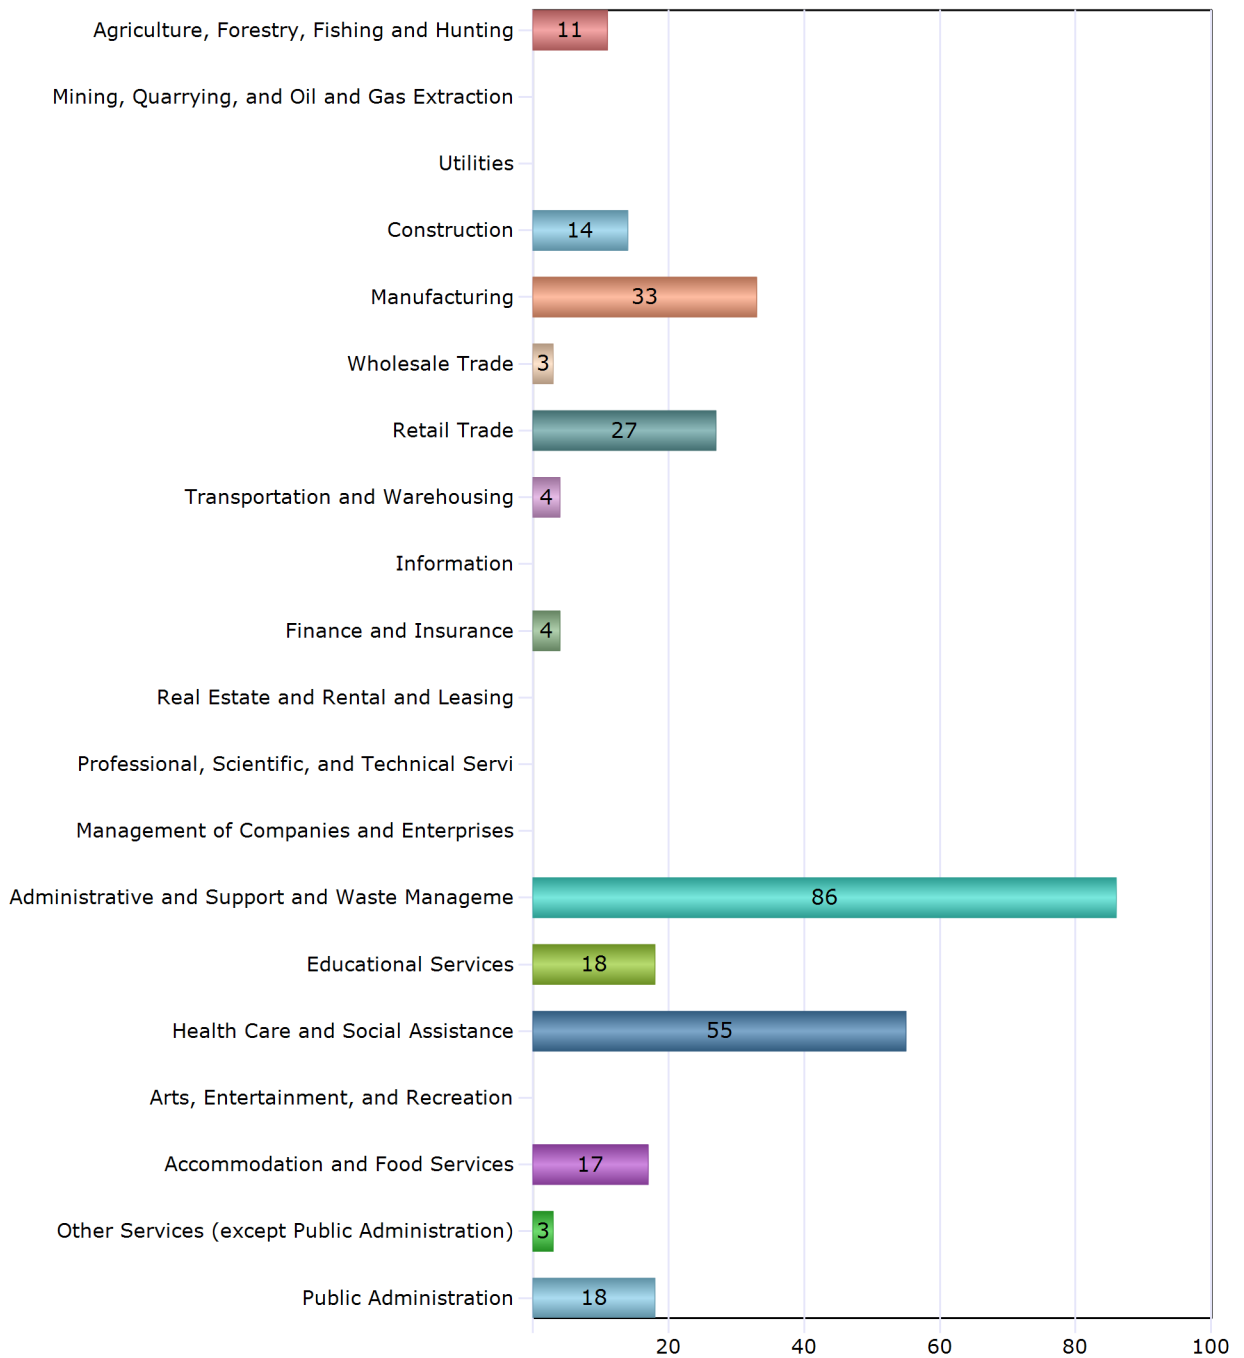 Agriculture, Forestry, Fishing and Hunting 11
Mining, Quarrying, and Oil and Gas Extraction
Utilities
Construction 14
Manufacturing 33
Wholesale Trade 3
Retail Trade 27
Transportation and Warehousing 4
Information
Finance and Insurance 4
Real Estate and Rental and Leasing
Professional, Scientific, and Technical Servi
Management of Companies and Enterprises
Administrative and Support and Waste Manageme 86
Educational Services 18
Health Care and Social Assistance 55
Arts, Entertainment, and Recreation
Accommodation and Food Services 17
Other Services (except Public Administration) 3
Public Administration 18
20 40 60 80 100